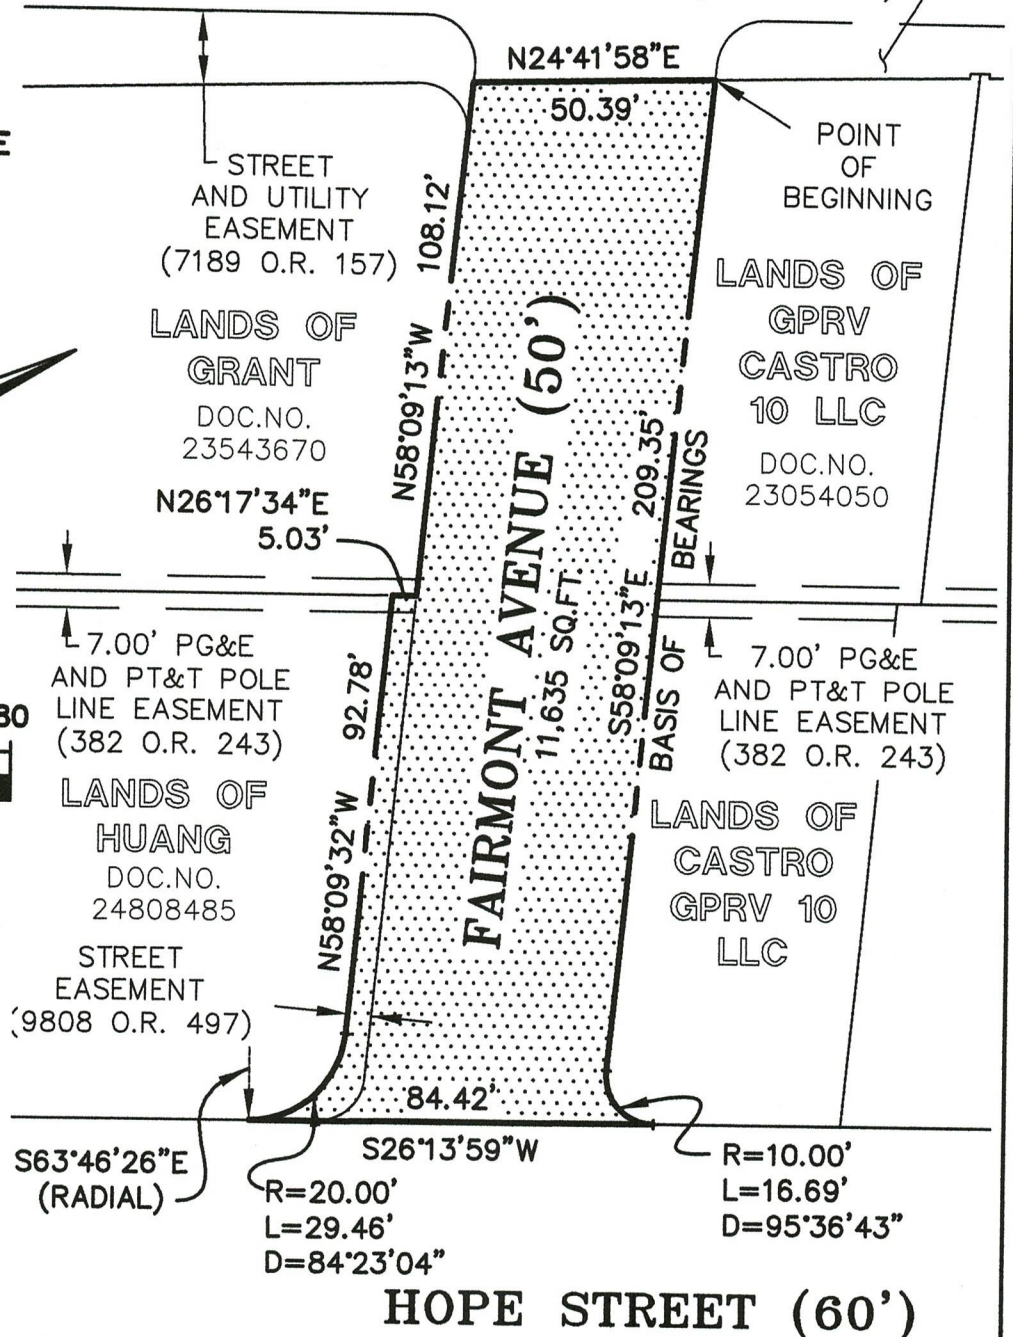 N24°41'58"E
50.39'
POINT
OF
BEGINNING
E
STREET
AND UTILITY
EASEMENT
(7189 O.R. 157)
108.12'
N58°09'13"W
LANDS OF
GRANT
DOC.NO.
23543670
N26°17'34"E
5.03'
LANDS OF
GPRV
CASTRO
10 LLC
DOC.NO.
23054050
FAIRMONT AVENUE (50')
11,635 SQ.FT.
209.35'
S58°09'13"E
BASIS OF BEARINGS
7.00' PG&E
AND PT&T POLE
LINE EASEMENT
(382 O.R. 243)
80
92.78'
N58°09'32"W
7.00' PG&E
AND PT&T POLE
LINE EASEMENT
(382 O.R. 243)
LANDS OF
HUANG
DOC.NO.
24808485
LANDS OF
CASTRO
GPRV 10
LLC
STREET
EASEMENT
(9808 O.R. 497)
84.42'
S26°13'59"W
S63°46'26"E
(RADIAL)
R=20.00'
L=29.46'
D=84°23'04"
R=10.00'
L=16.69'
D=95°36'43"
HOPE STREET (60')